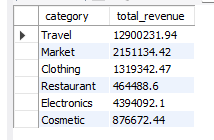 category total_revenue
Travel 12900231.94
Market 2151134.42
Clothing 1319342.47
Restaurant 464488.6
Electronics 4394092.1
Cosmetic 876672.44